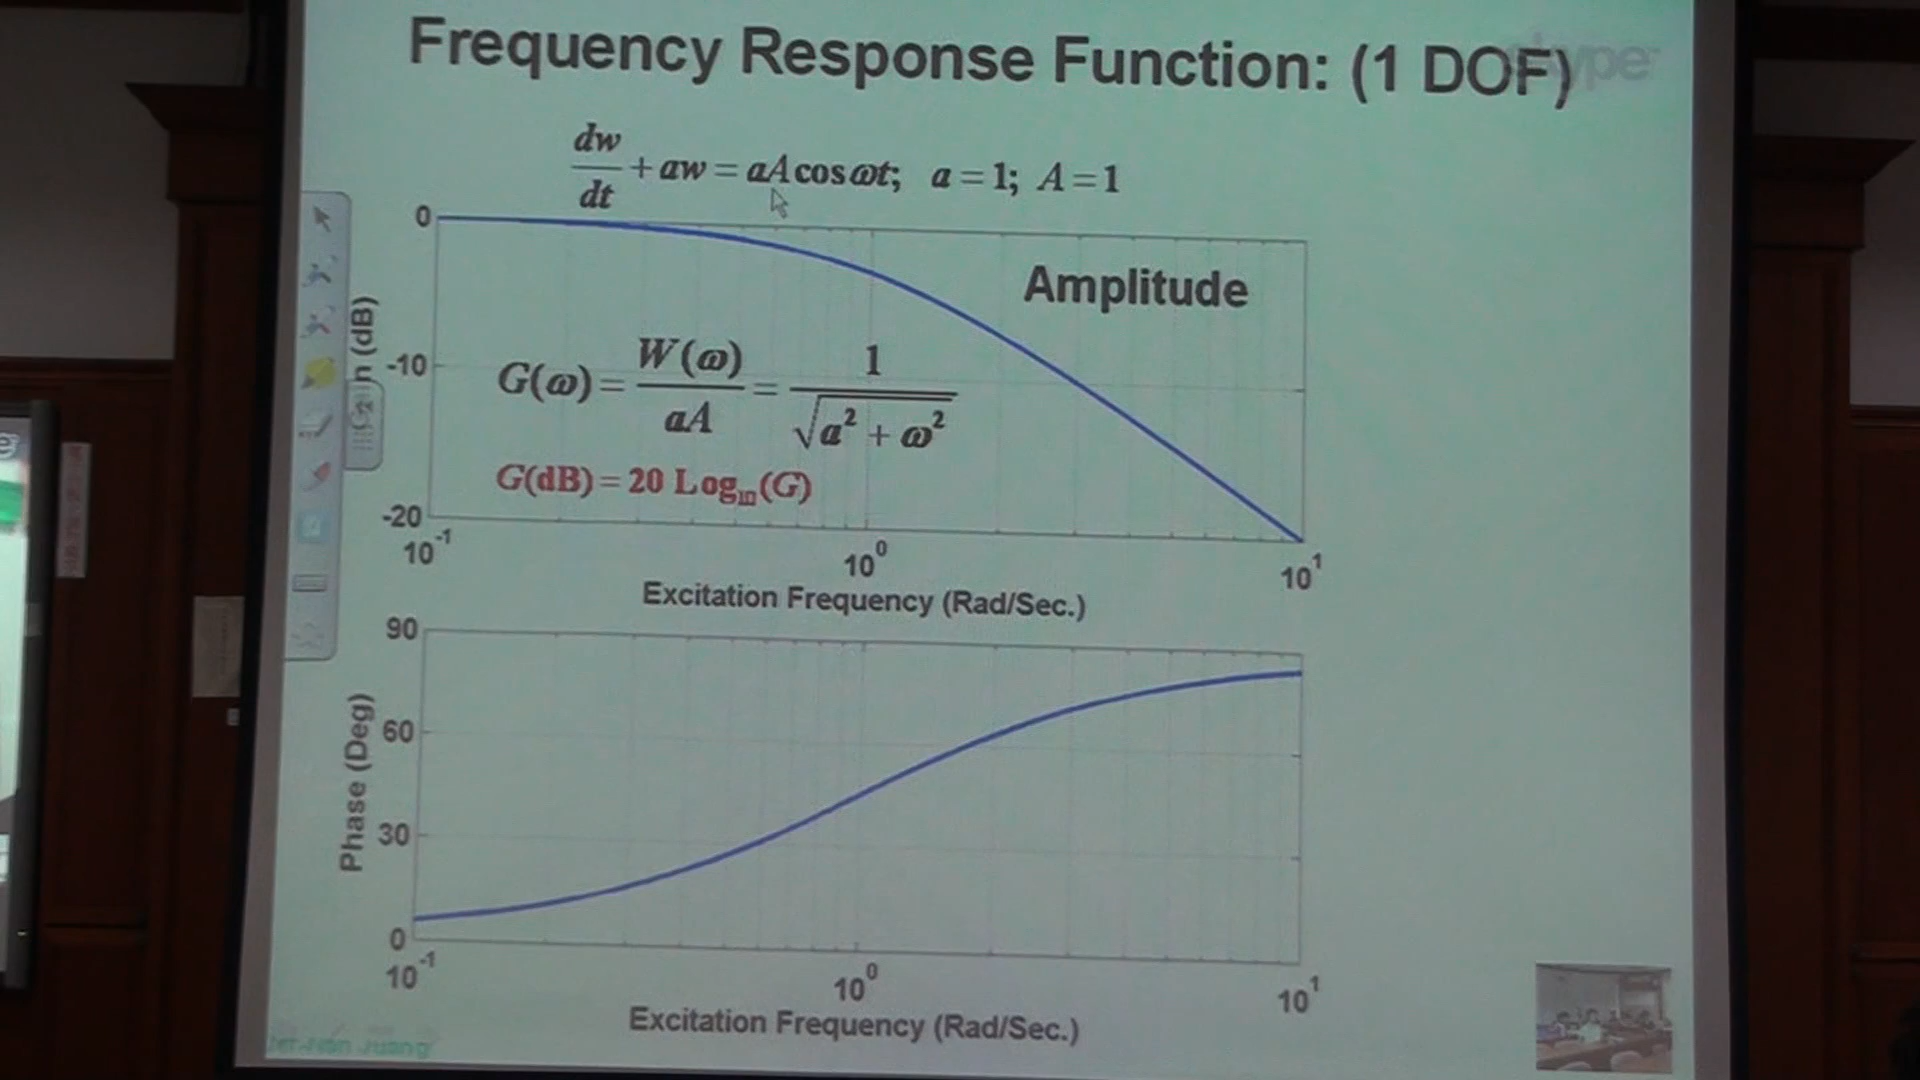 Frequency Response Function: (1 DOF)
skype
dw/dt + aw = aA cos ωt; a = 1; A = 1
0
Amplitude
-10
G(ω) = W(ω)/aA = 1/√(a² + ω²)
G(dB) = 20 Log₁₀(G)
-20
10⁻¹ 10⁰ 10¹
Excitation Frequency (Rad/Sec.)
90
Phase (Deg)
60
30
0
10⁻¹ 10⁰ 10¹
Excitation Frequency (Rad/Sec.)
Juang